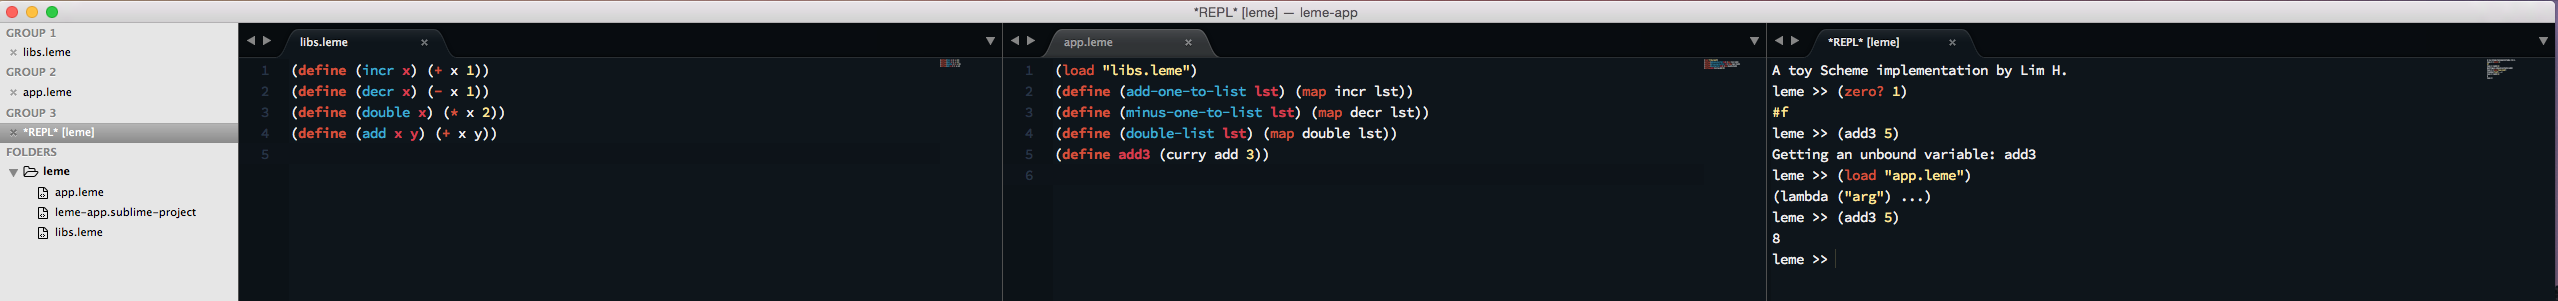 *REPL* [leme] — leme-app
GROUP 1
libs.leme
GROUP 2
app.leme
GROUP 3
*REPL* [leme]
FOLDERS
leme
app.leme
leme-app.sublime-project
libs.leme
libs.leme
1 (define (incr x) (+ x 1))
2 (define (decr x) (- x 1))
3 (define (double x) (* x 2))
4 (define (add x y) (+ x y))
5
app.leme
1 (load "libs.leme")
2 (define (add-one-to-list lst) (map incr lst))
3 (define (minus-one-to-list lst) (map decr lst))
4 (define (double-list lst) (map double lst))
5 (define add3 (curry add 3))
6
*REPL* [leme]
A toy Scheme implementation by Lim H.
leme >> (zero? 1)
#f
leme >> (add3 5)
Getting an unbound variable: add3
leme >> (load "app.leme")
(lambda ("arg") ...)
leme >> (add3 5)
8
leme >>